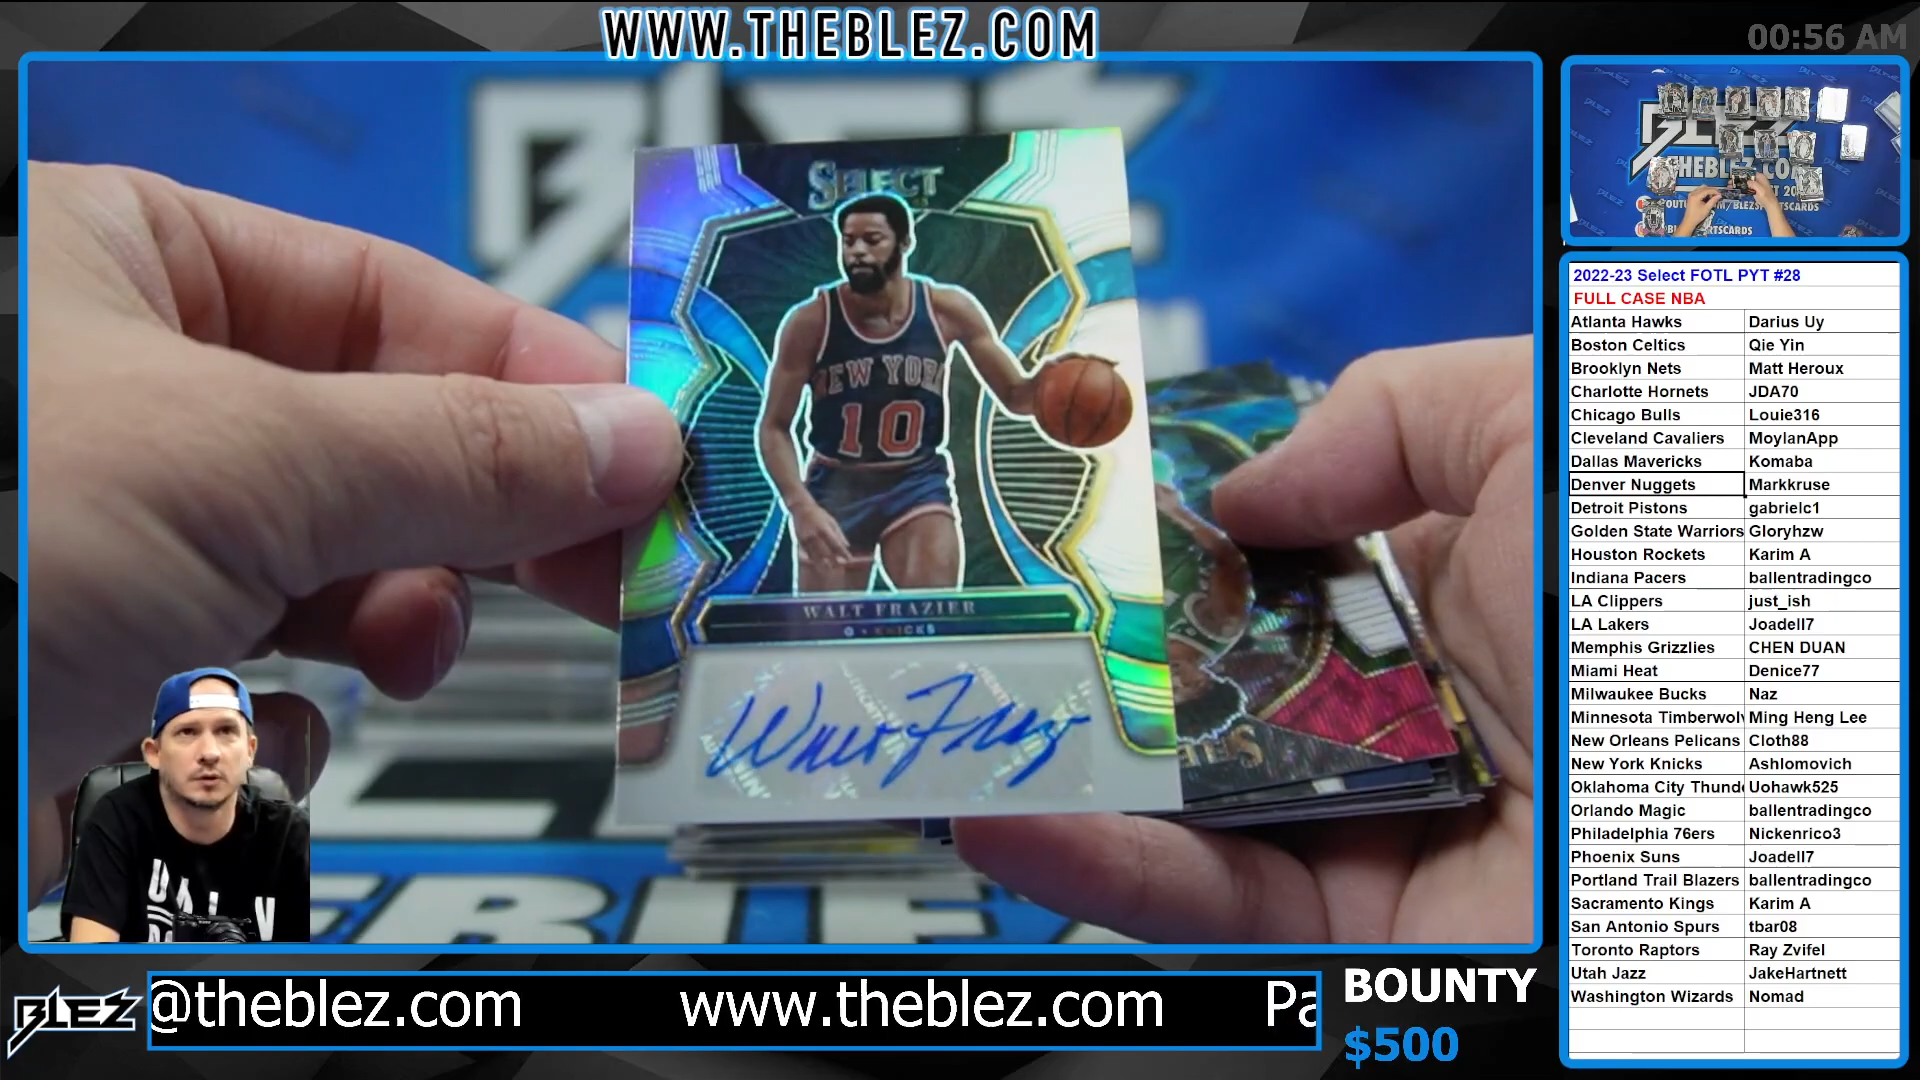 WWW.THEBLEZ.COM
00:56 AM
SELECT
NEW YORK
10
WALT FRAZIER
G • KNICKS
Walt Frazier
BLEZ
@theblez.com www.theblez.com Pa
BOUNTY
$500
2022-23 Select FOTL PYT #28
FULL CASE NBA
Atlanta Hawks Darius Uy
Boston Celtics Qie Yin
Brooklyn Nets Matt Heroux
Charlotte Hornets JDA70
Chicago Bulls Louie316
Cleveland Cavaliers MoylanApp
Dallas Mavericks Komaba
Denver Nuggets Markkruse
Detroit Pistons gabrielc1
Golden State Warriors Gloryhzw
Houston Rockets Karim A
Indiana Pacers ballentradingco
LA Clippers just_ish
LA Lakers Joadell7
Memphis Grizzlies CHEN DUAN
Miami Heat Denice77
Milwaukee Bucks Naz
Minnesota Timberwolv Ming Heng Lee
New Orleans Pelicans Cloth88
New York Knicks Ashlomovich
Oklahoma City Thund Uohawk525
Orlando Magic ballentradingco
Philadelphia 76ers Nickenrico3
Phoenix Suns Joadell7
Portland Trail Blazers ballentradingco
Sacramento Kings Karim A
San Antonio Spurs tbar08
Toronto Raptors Ray Zvifel
Utah Jazz JakeHartnett
Washington Wizards Nomad